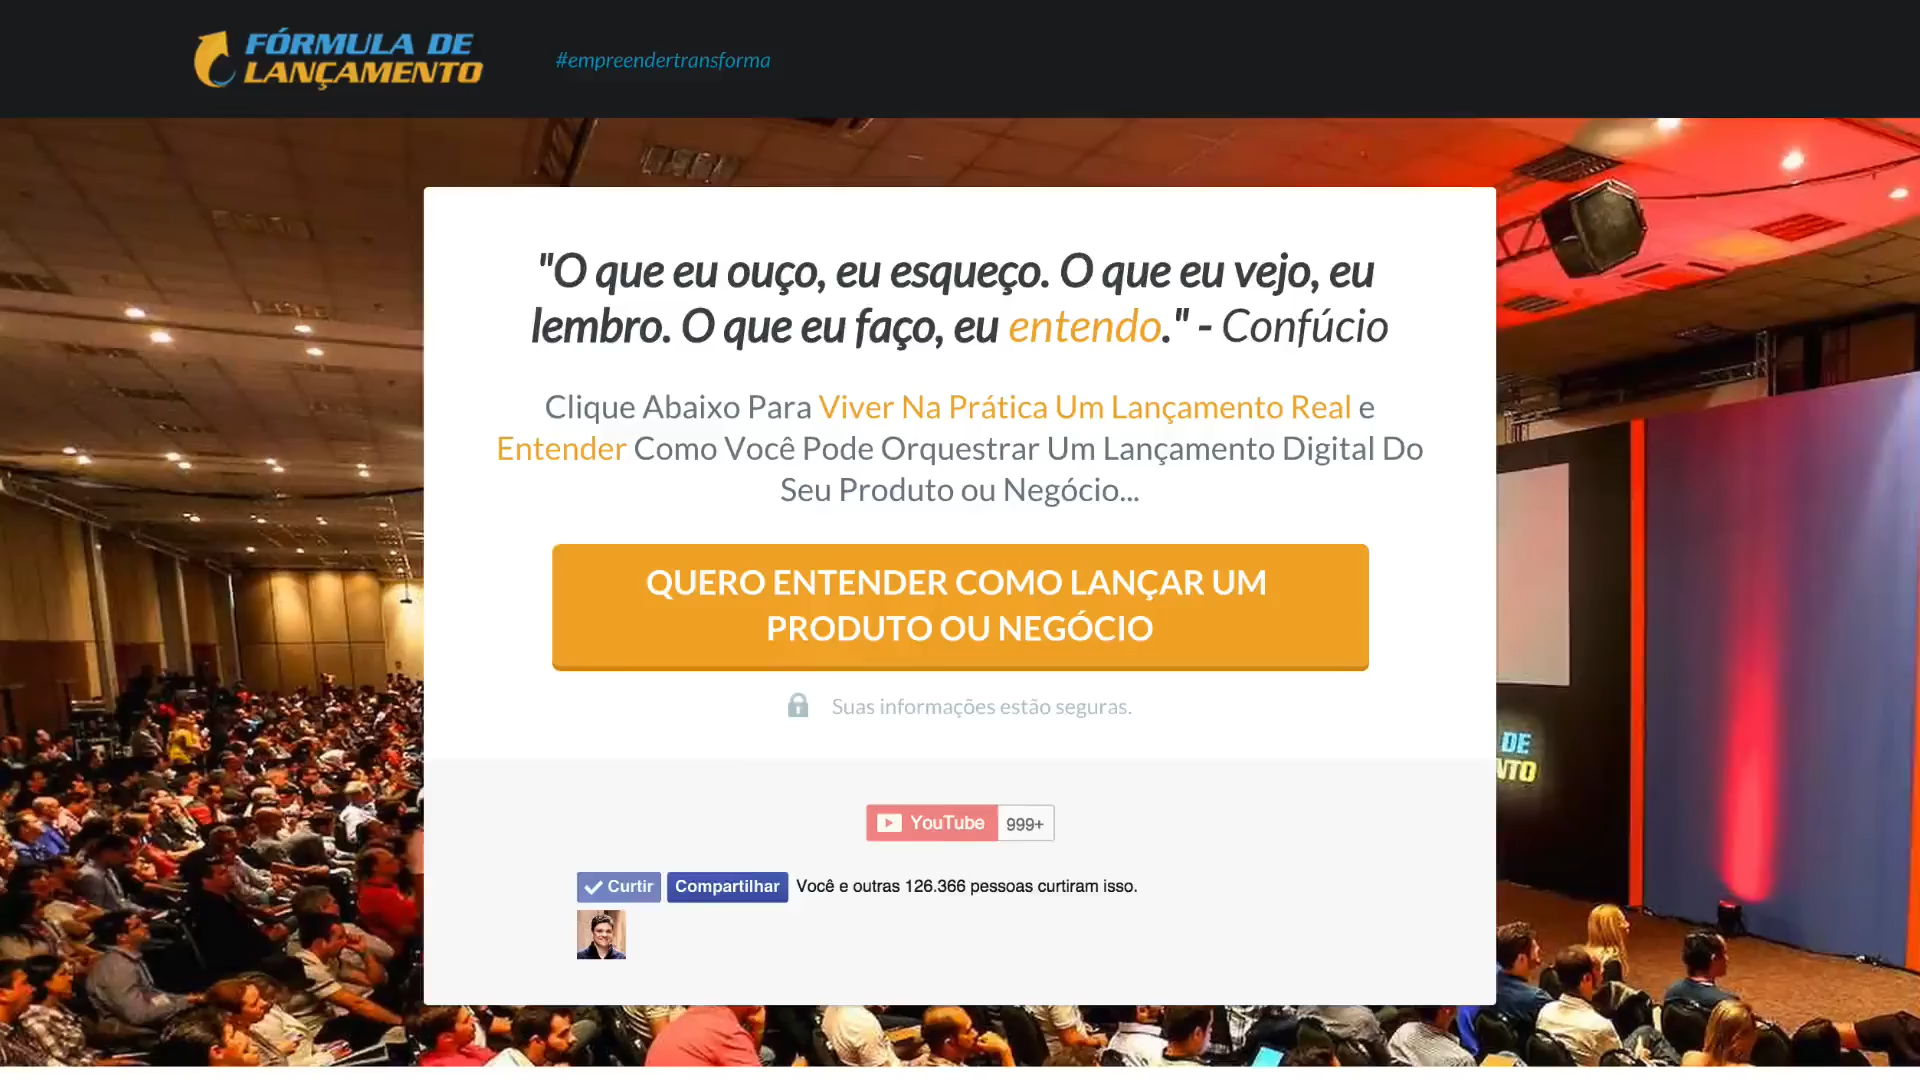 FÓRMULA DE
LANÇAMENTO
#empreendertransforma
"O que eu ouço, eu esqueço. O que eu vejo, eu
lembro. O que eu faço, eu entendo." - Confúcio
Clique Abaixo Para Viver Na Prática Um Lançamento Real e
Entender Como Você Pode Orquestrar Um Lançamento Digital Do
Seu Produto ou Negócio...
QUERO ENTENDER COMO LANÇAR UM
PRODUTO OU NEGÓCIO
Suas informações estão seguras.
DE
NTO
YouTube 999+
Curtir Compartilhar Você e outras 126.366 pessoas curtiram isso.